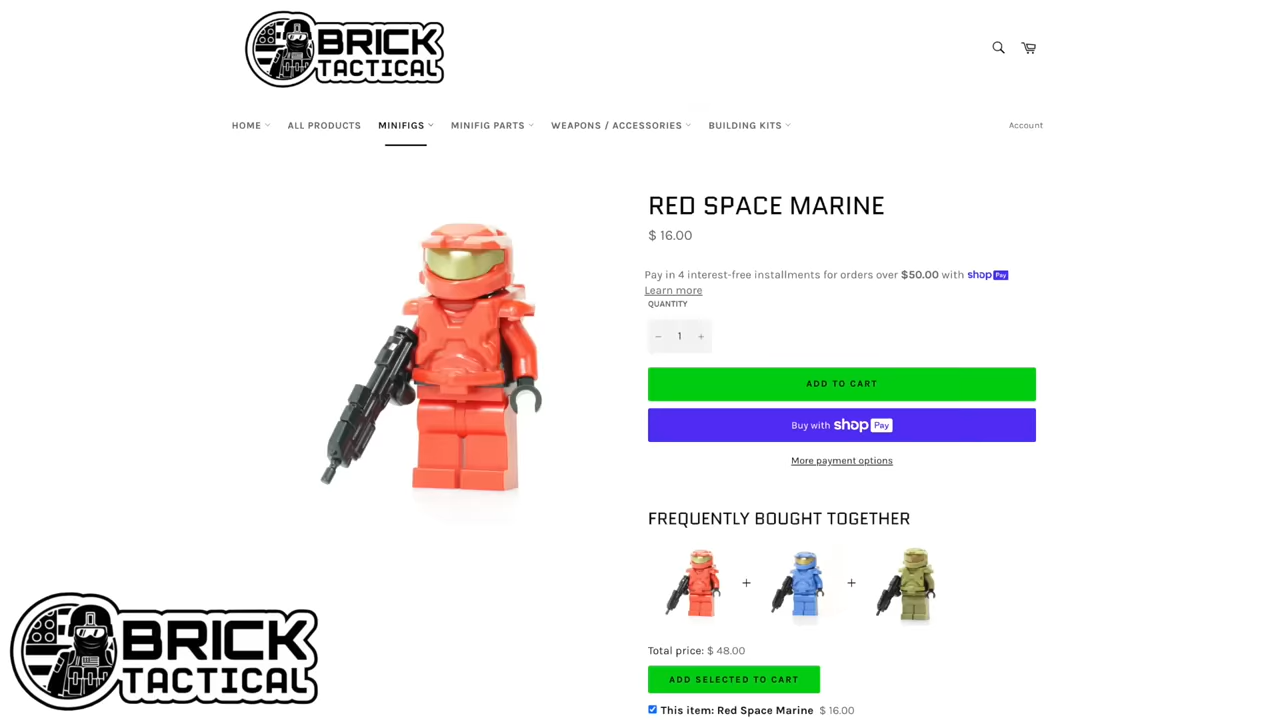 BRICK
TACTICAL
HOME
ALL PRODUCTS
MINIFIGS
MINIFIG PARTS
WEAPONS / ACCESSORIES
BUILDING KITS
Account
RED SPACE MARINE
$ 16.00
Pay in 4 interest-free installments for orders over $50.00 with shop Pay
Learn more
QUANTITY
− 1 +
ADD TO CART
Buy with shop Pay
More payment options
FREQUENTLY BOUGHT TOGETHER
+ +
Total price: $ 48.00
ADD SELECTED TO CART
This item: Red Space Marine $ 16.00
BRICK
TACTICAL